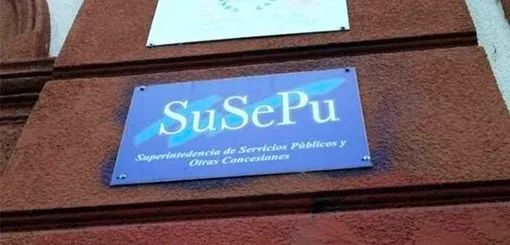 SuSePu
Superintedencia de Servicios Públicos y
Otras Concesiones